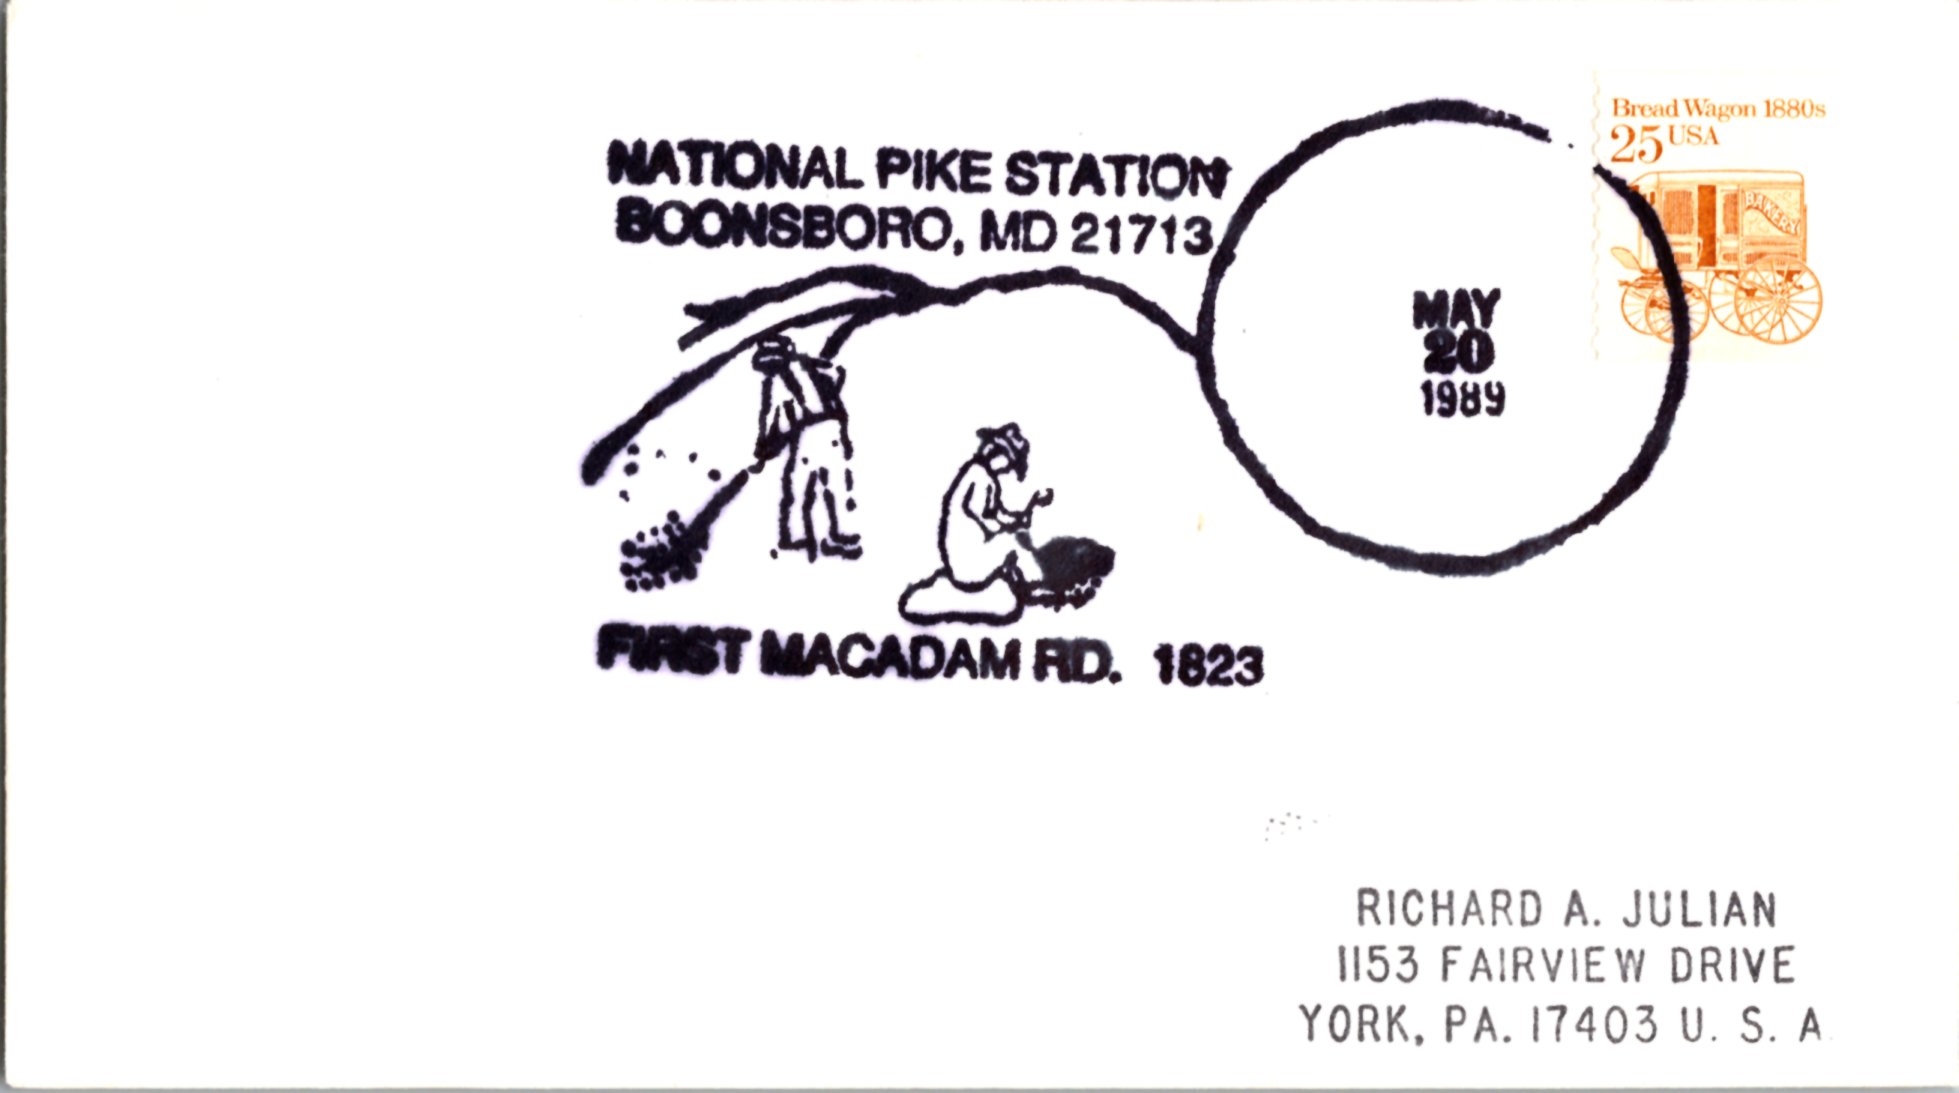 NATIONAL PIKE STATION
BOONSBORO, MD 21713
Bread Wagon 1880s
25 USA
BAKERY
MAY
20
1989
FIRST MACADAM RD. 1823
RICHARD A. JULIAN
1153 FAIRVIEW DRIVE
YORK, PA. 17403 U. S. A